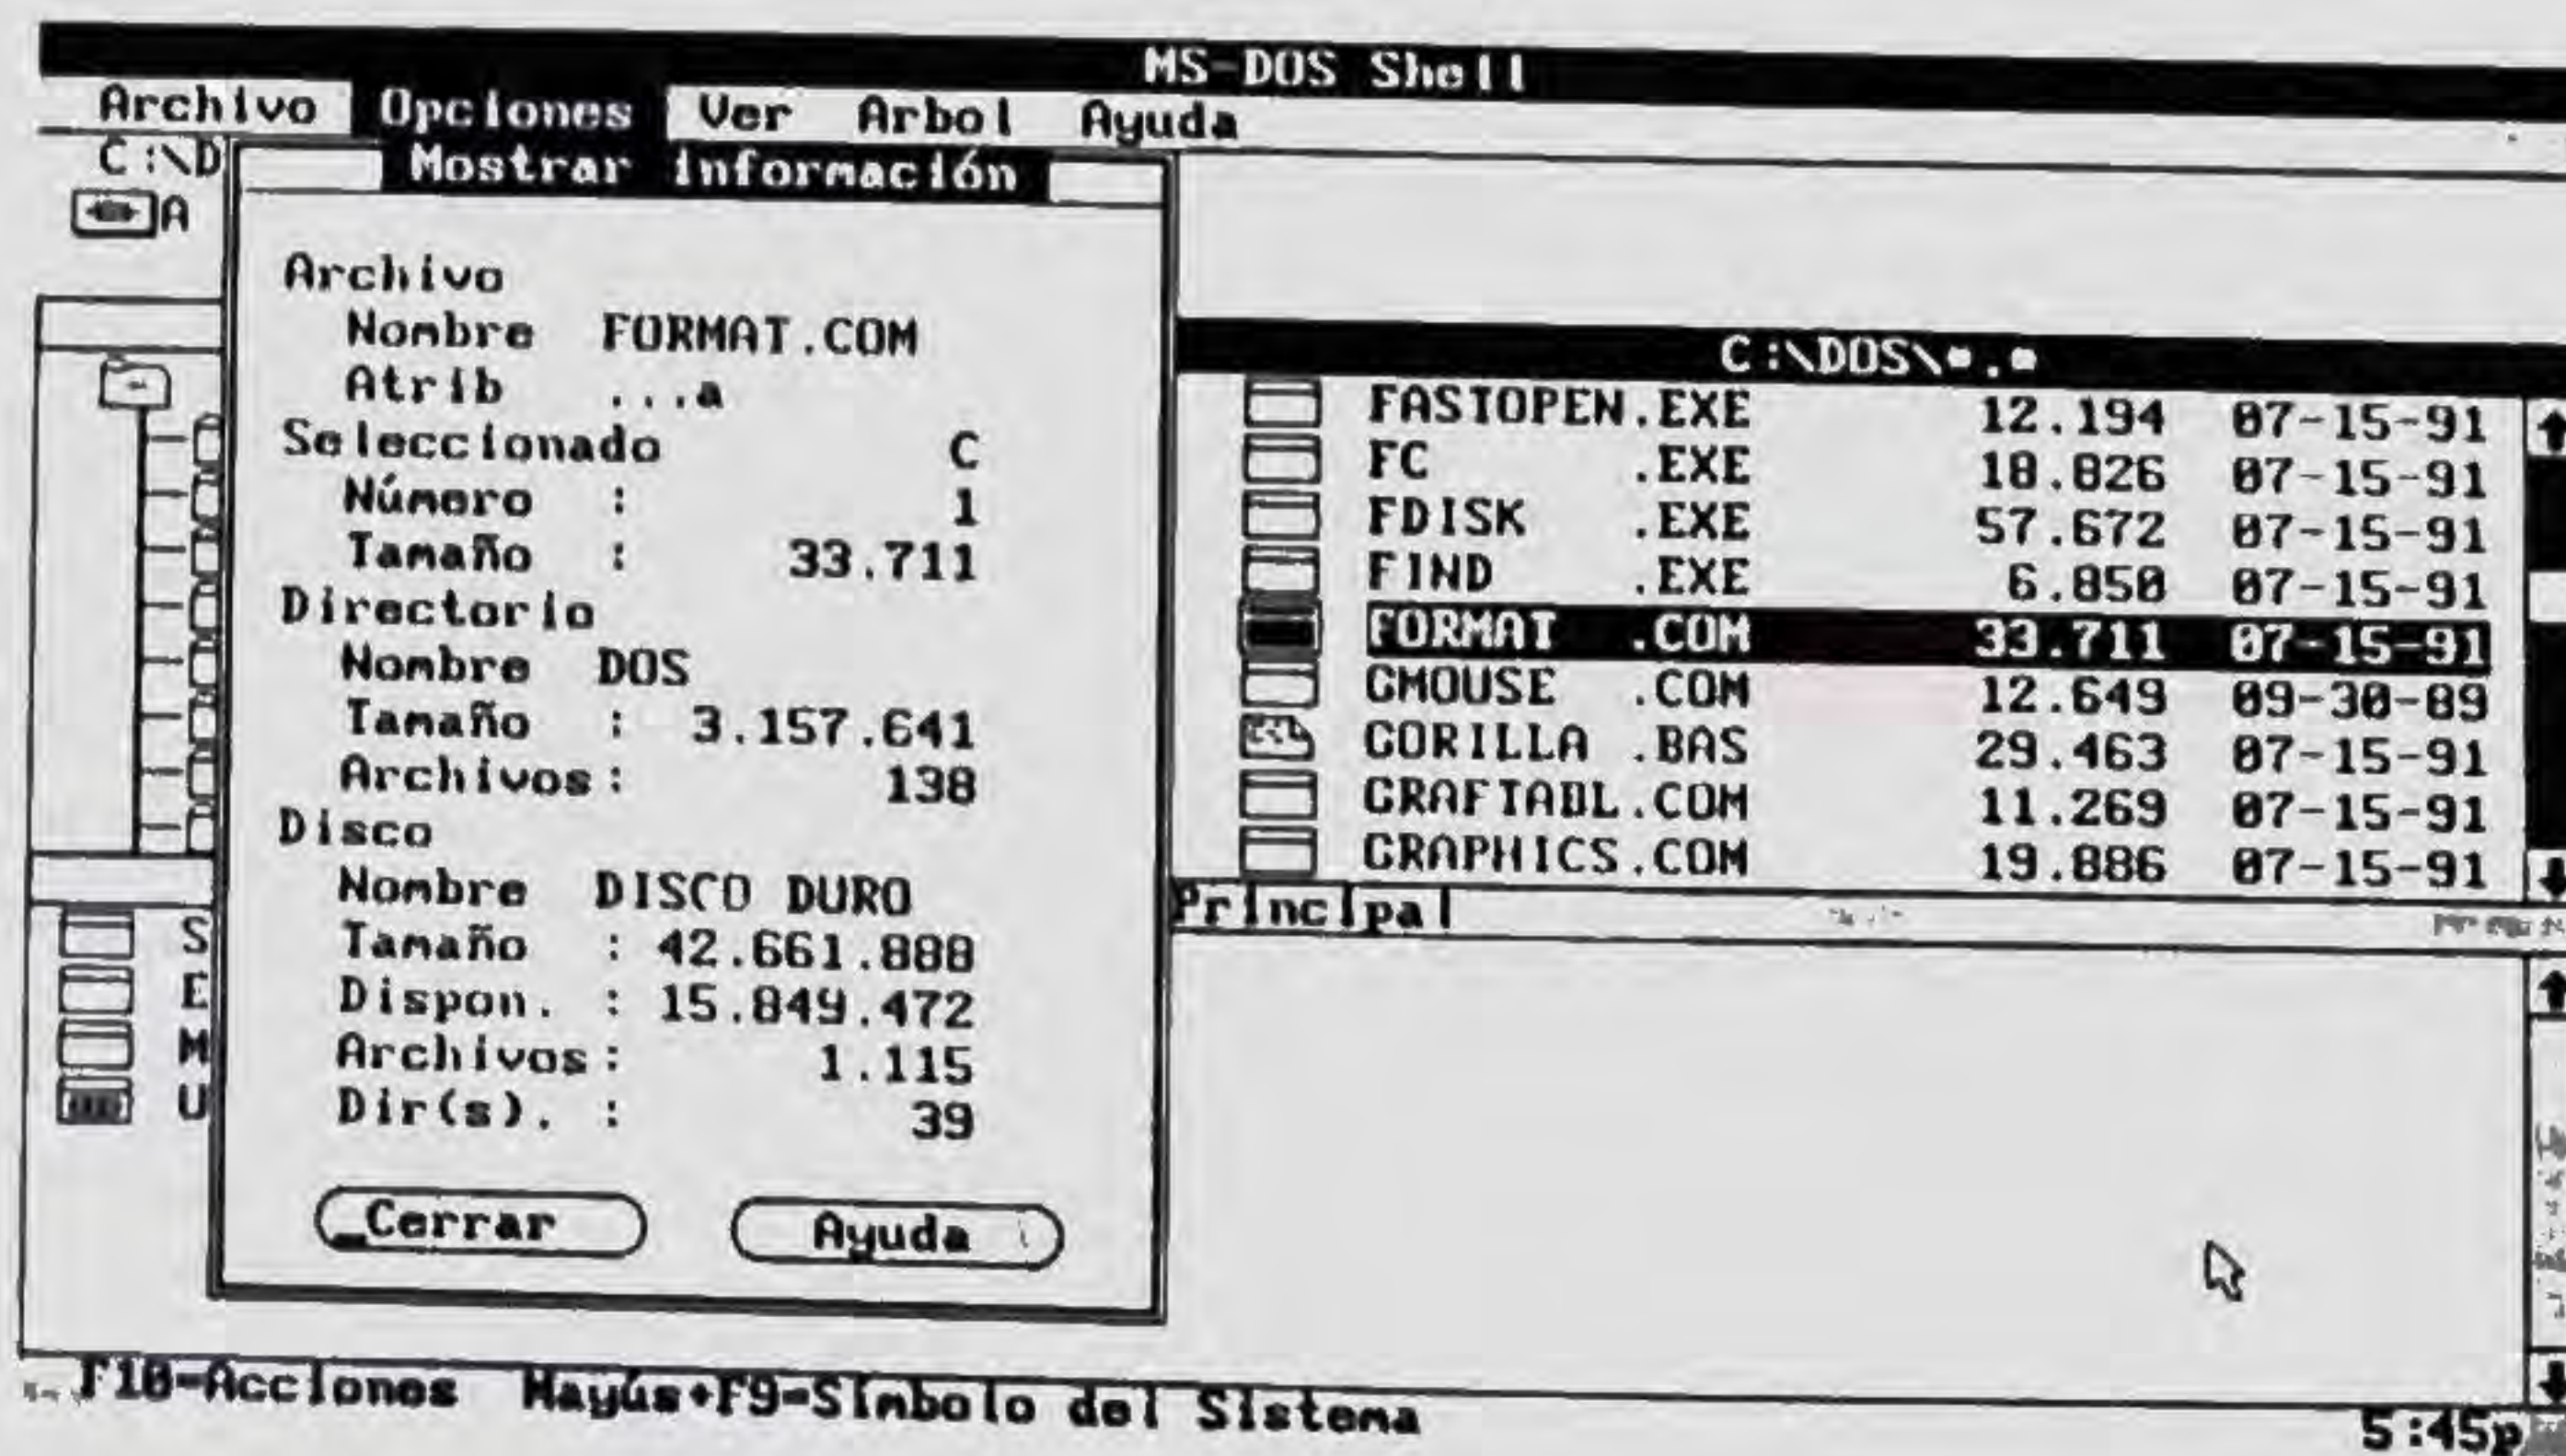 MS-DOS Shell
Archivo Opciones Ver Arbol Ayuda
C:\D
A
Mostrar información
Archivo
Nombre FORMAT.COM
Atrib ...a
Seleccionado C
Número : 1
Tamaño : 33.711
Directorio
Nombre DOS
Tamaño : 3.157.641
Archivos: 138
Disco
Nombre DISCO DURO
Tamaño : 42.661.888
Dispon. : 15.849.472
Archivos: 1.115
Dir(s). : 39
Cerrar Ayuda
C:\DOS\*.*
FASTOPEN.EXE 12.194 07-15-91
FC .EXE 18.826 07-15-91
FDISK .EXE 57.672 07-15-91
FIND .EXE 6.850 07-15-91
FORMAT .COM 33.711 07-15-91
GMOUSE .COM 12.649 09-30-89
GORILLA .BAS 29.463 07-15-91
GRAFTABL.COM 11.269 07-15-91
GRAPHICS.COM 19.886 07-15-91
Principal
S
E
M
U
F10=Acciones Mayús+F9=Símbolo del Sistema
5:45p